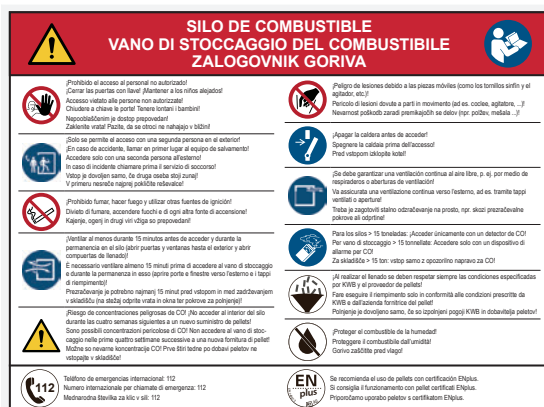 SILO DE COMBUSTIBLE
VANO DI STOCCAGGIO DEL COMBUSTIBILE
ZALOGOVNIK GORIVA
¡Prohibido el acceso al personal no autorizado!
¡Cerrar las puertas con llave! ¡Mantener a los niños alejados!
Accesso vietato alle persone non autorizzate!
Chiudere a chiave le porte! Tenere lontani i bambini!
Nepooblaščenim je dostop prepovedan!
Zaklenite vrata! Pazite, da se otroci ne nahajajo v bližini!
¡Solo se permite el acceso con una segunda persona en el exterior!
¡En caso de accidente, llamar en primer lugar al equipo de salvamento!
Accedere solo con una seconda persona all'esterno!
In caso di incidente chiamare prima il servizio di soccorso!
Vstop je dovoljen samo, če druga oseba stoji zunaj!
V primeru nesreče najprej pokličite reševalce!
¡Prohibido fumar, hacer fuego y utilizar otras fuentes de ignición!
Divieto di fumare, accendere fuochi e di ogni altra fonte di accensione!
Kajenje, ogenj in drugi viri vžiga so prepovedani!
¡Ventilar al menos durante 15 minutos antes de acceder y durante la
permanencia en el silo (abrir puertas y ventanas hasta el exterior y abrir
compuertas de llenado)!
È necessario ventilare almeno 15 minuti prima di accedere al vano di stoccaggio
e durante la permanenza in esso (aprire porte e finestre verso l'esterno e i tappi
di riempimento)!
Prezračevanje je potrebno najmanj 15 minut pred vstopom in med zadrževanjem
v skladišču (na stežaj odprite vrata in okna ter pokrove za polnjenje)!
¡Riesgo de concentraciones peligrosas de CO! ¡No acceder al interior del silo
durante las cuatro semanas siguientes a un nuevo suministro de pellets!
Sono possibili concentrazioni pericolose di CO! Non accedere al vano di stoc-
caggio nelle prime quattro settimane successive a una nuova fornitura di pellet!
Možne so nevarne koncentracije CO! Prve štiri tedne po dobavi peletov ne
vstopajte v skladišče!
¡Peligro de lesiones debido a las piezas móviles (como los tornillos sinfín y el
agitador, etc.)!
Pericolo di lesioni dovute a parti in movimento (ad es. coclee, agitatore, ...)!
Nevarnost poškodb zaradi premikajočih se delov (npr. polžev, mešala ...)!
¡Apagar la caldera antes de acceder!
Spegnere la caldaia prima dell'accesso!
Pred vstopom izklopite kotel!
¡Se debe garantizar una ventilación continua al aire libre, p. ej. por medio de
respiraderos o aberturas de ventilación!
Va assicurata una ventilazione continua verso l'esterno, ad es. tramite tappi
ventilati o aperture!
Treba je zagotoviti stalno odzračevanje na prosto, npr. skozi prezračevalne
pokrove ali odprtine!
Para los silos > 15 toneladas: ¡Acceder únicamente con un detector de CO!
Per vano di stoccaggio > 15 tonnellate: Accedere solo con un dispositivo di
allarme per CO!
Za skladišče > 15 ton: vstop samo z opozorilno napravo za CO!
¡Al realizar el llenado se deben respetar siempre las condiciones especificadas
por KWB y el proveedor de pellets!
Fare eseguire il riempimento solo in conformità alle condizioni prescritte da
KWB e dall'azienda fornitrice del pellet!
Polnjenje je dovoljeno samo, če so izpolnjeni pogoji KWB in dobavitelja peletov!
¡Proteger el combustible de la humedad!
Proteggere il combustibile dall'umidità!
Gorivo zaščitite pred vlago!
112
Teléfono de emergencias internacional: 112
Numero internazionale per chiamate di emergenza: 112
Mednarodna številka za klic v sili: 112
EN
plus
Se recomienda el uso de pellets con certificación ENplus.
Si consiglia il funzionamento con pellet certificati ENplus.
Priporočamo uporabo peletov s certifikatom ENplus.